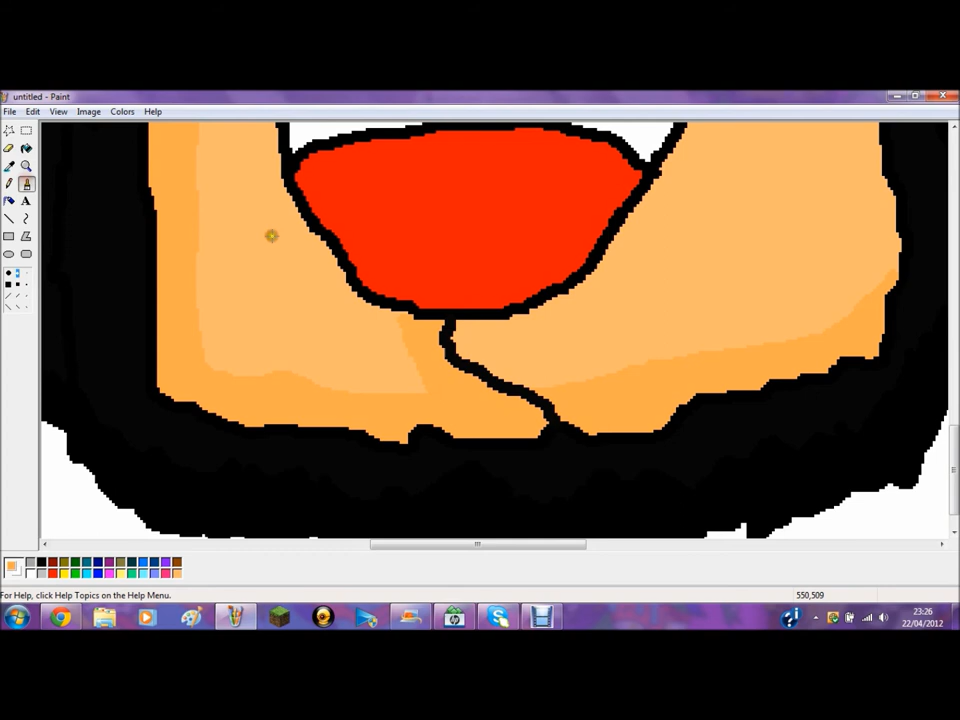 untitled - Paint
File Edit View Image Colors Help
A
For Help, click Help Topics on the Help Menu.
550,509
hp
23:26
22/04/2012